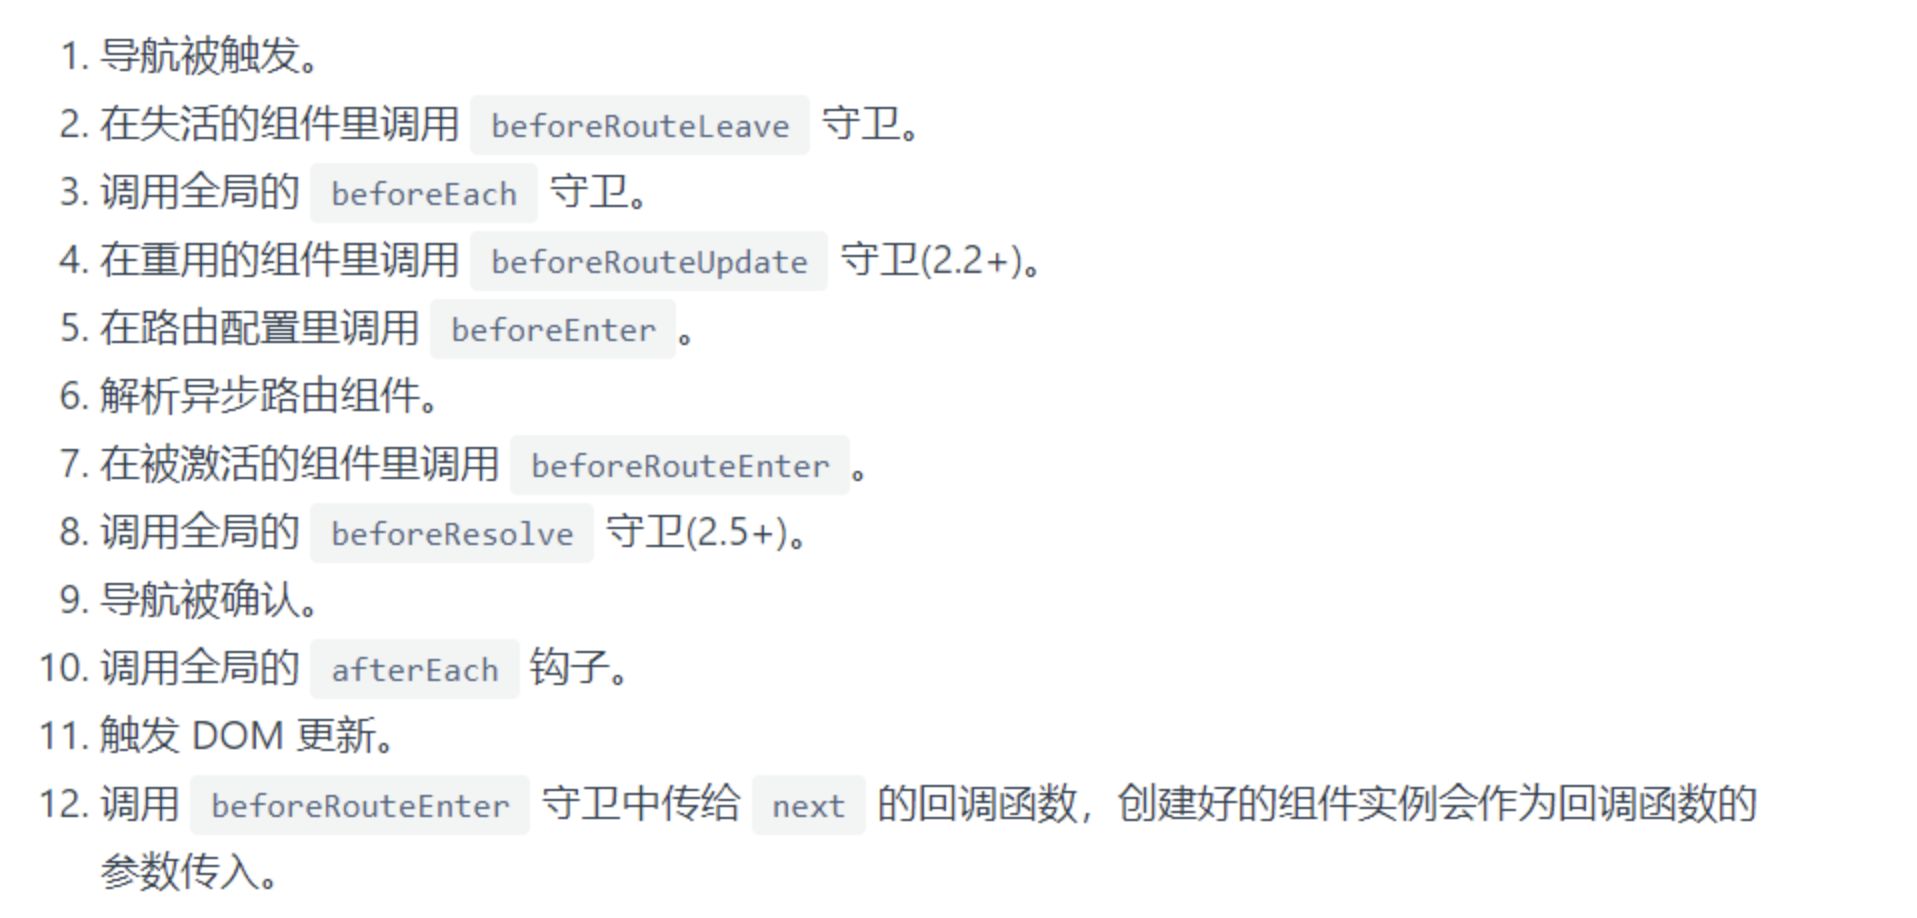 1. 导航被触发。
2. 在失活的组件里调用 beforeRouteLeave 守卫。
3. 调用全局的 beforeEach 守卫。
4. 在重用的组件里调用 beforeRouteUpdate 守卫(2.2+)。
5. 在路由配置里调用 beforeEnter。
6. 解析异步路由组件。
7. 在被激活的组件里调用 beforeRouteEnter。
8. 调用全局的 beforeResolve 守卫(2.5+)。
9. 导航被确认。
10. 调用全局的 afterEach 钩子。
11. 触发 DOM 更新。
12. 调用 beforeRouteEnter 守卫中传给 next 的回调函数，创建好的组件实例会作为回调函数的
参数传入。